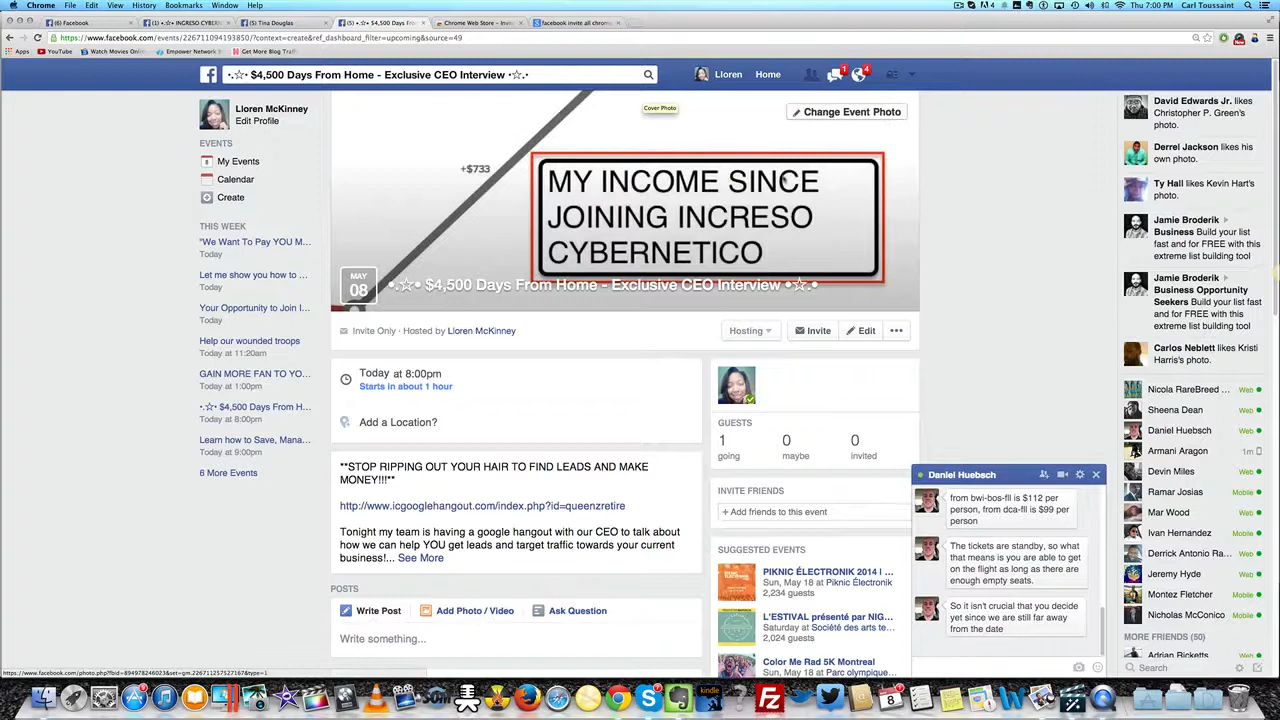 Chrome File Edit View History Bookmarks Window Help
Thu 7:00 PM Carl Toussaint
(6) Facebook
(1) •.☆• INGRESO CYBERN
(5) Tina Douglas
(5) •.☆• $4,500 Days From
Chrome Web Store - Invi
facebook invite all chrome
https://www.facebook.com/events/226711094193850/?context=create&ref_dashboard_filter=upcoming&source=49
Apps YouTube Watch Movies Onli... Empower Network Get More Blog Traf
•.☆• $4,500 Days From Home - Exclusive CEO Interview •☆.•
Lloren Home 1 4
Lloren McKinney
Edit Profile
EVENTS
My Events
Calendar
Create
THIS WEEK
"We Want To Pay YOU M...
Today
Let me show you how to ...
Today
Your Opportunity to Join I...
Today
Help our wounded troops
Today at 11:20am
GAIN MORE FAN TO YO...
Today at 1:00pm
•.☆• $4,500 Days From H...
Today at 8:00pm
Learn how to Save, Mana...
Today at 9:00pm
6 More Events
Cover Photo
Change Event Photo
+$733
MY INCOME SINCE
JOINING INCRESO
CYBERNETICO
MAY
08
•.☆• $4,500 Days From Home - Exclusive CEO Interview •☆.•
Invite Only · Hosted by Lloren McKinney
Hosting Invite Edit •••
Today at 8:00pm
Starts in about 1 hour
Add a Location?
**STOP RIPPING OUT YOUR HAIR TO FIND LEADS AND MAKE
MONEY!!!**
http://www.icgooglehangout.com/index.php?id=queenzretire
Tonight my team is having a google hangout with our CEO to talk about
how we can help YOU get leads and target traffic towards your current
business!... See More
POSTS
Write Post Add Photo / Video Ask Question
Write something...
GUESTS
1 0 0
going maybe invited
INVITE FRIENDS
+ Add friends to this event
SUGGESTED EVENTS
PIKNIC ÉLECTRONIK 2014 | ...
Sun, May 18 at Piknic Électronik
2,234 guests
L'ESTIVAL présenté par NIG...
Saturday at Société des arts te...
2,024 guests
Color Me Rad 5K Montreal
Sun, May 18 at Parc olympique...
Daniel Huebsch
from bwi-bos-fll is $112 per
person, from dca-fll is $99 per
person
The tickets are standby, so what
that means is you are able to get
on the flight as long as there are
enough empty seats.
So it isn't crucial that you decide
yet since we are still far away
from the date
David Edwards Jr. likes
Christopher P. Green's
photo.
Derrel Jackson likes his
own photo.
Ty Hall likes Kevin Hart's
photo.
Jamie Broderik
Business Build your list
fast and for FREE with this
extreme list building tool
Jamie Broderik
Business Opportunity
Seekers Build your list
fast and for FREE with this
extreme list building tool
Carlos Neblett likes Kristi
Harris's photo.
Nicola RareBreed ... Web
Sheena Dean Web
Daniel Huebsch Web
Armani Aragon 1m
Devin Miles Web
Ramar Josias Mobile
Mar Wood Web
Ivan Hernandez Mobile
Derrick Antonio Ra... Web
Jeremy Hyde Web
Montez Fletcher Web
Nicholas McConico Mobile
MORE FRIENDS (50)
Adrian Ricketts Web
Search
https://www.facebook.com/photo.php?fbid=894978246023&set=gm.226711257527167&type=1
kindle
Fz
8